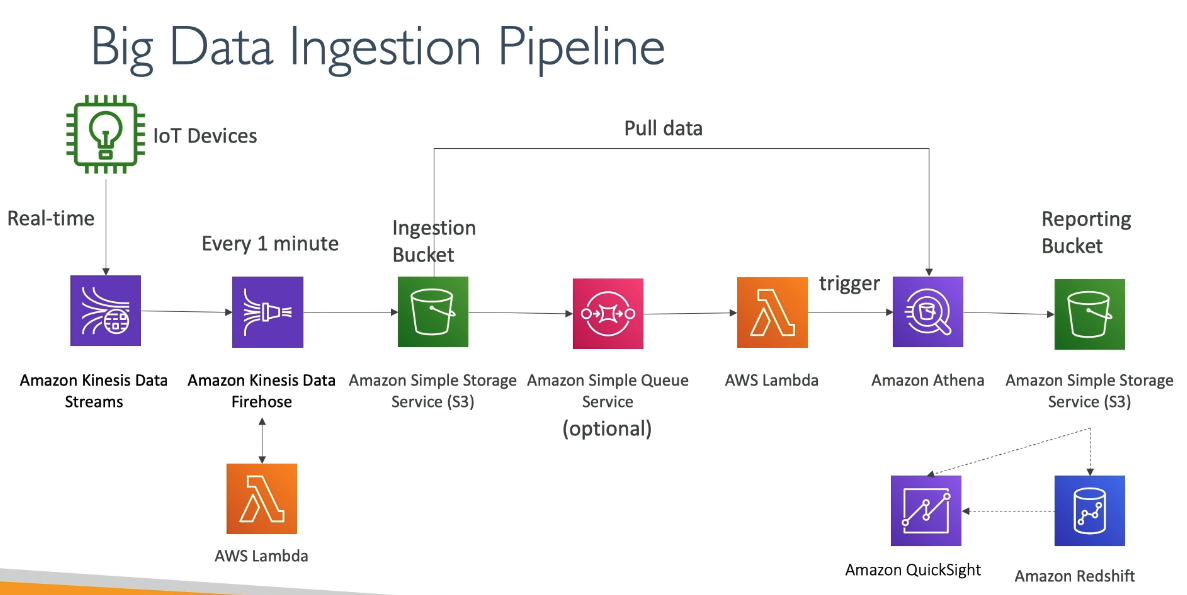 Big Data Ingestion Pipeline
IoT Devices
Pull data
Real-time
Every 1 minute
Ingestion
Bucket
trigger
Reporting
Bucket
Amazon Kinesis Data
Streams
Amazon Kinesis Data
Firehose
Amazon Simple Storage
Service (S3)
Amazon Simple Queue
Service
(optional)
AWS Lambda
Amazon Athena
Amazon Simple Storage
Service (S3)
AWS Lambda
Amazon QuickSight
Amazon Redshift